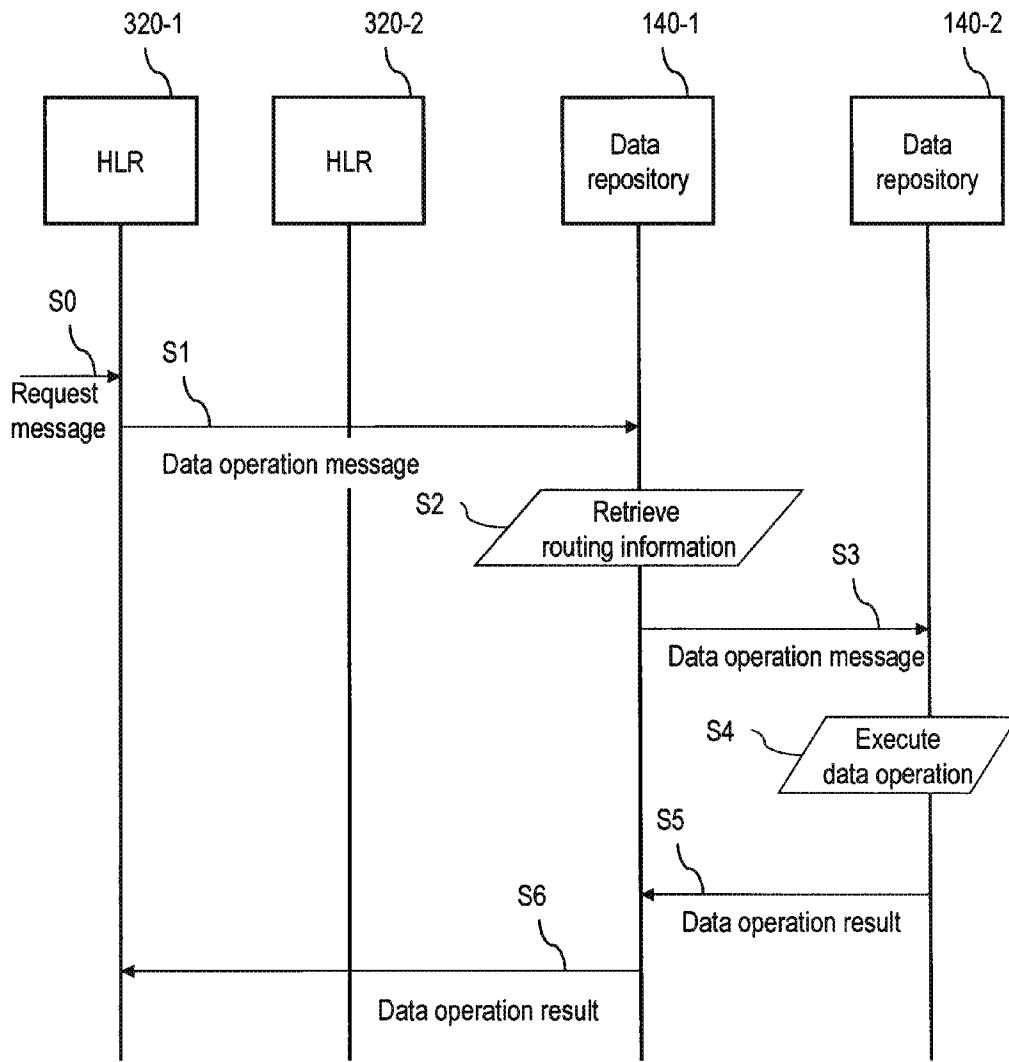 320-1
320-2
140-1
140-2
HLR
HLR
Data
repository
Data
repository
S0
Request
message
S1
Data operation message
S2
Retrieve
routing information
S3
Data operation message
S4
Execute
data operation
S5
Data operation result
S6
Data operation result